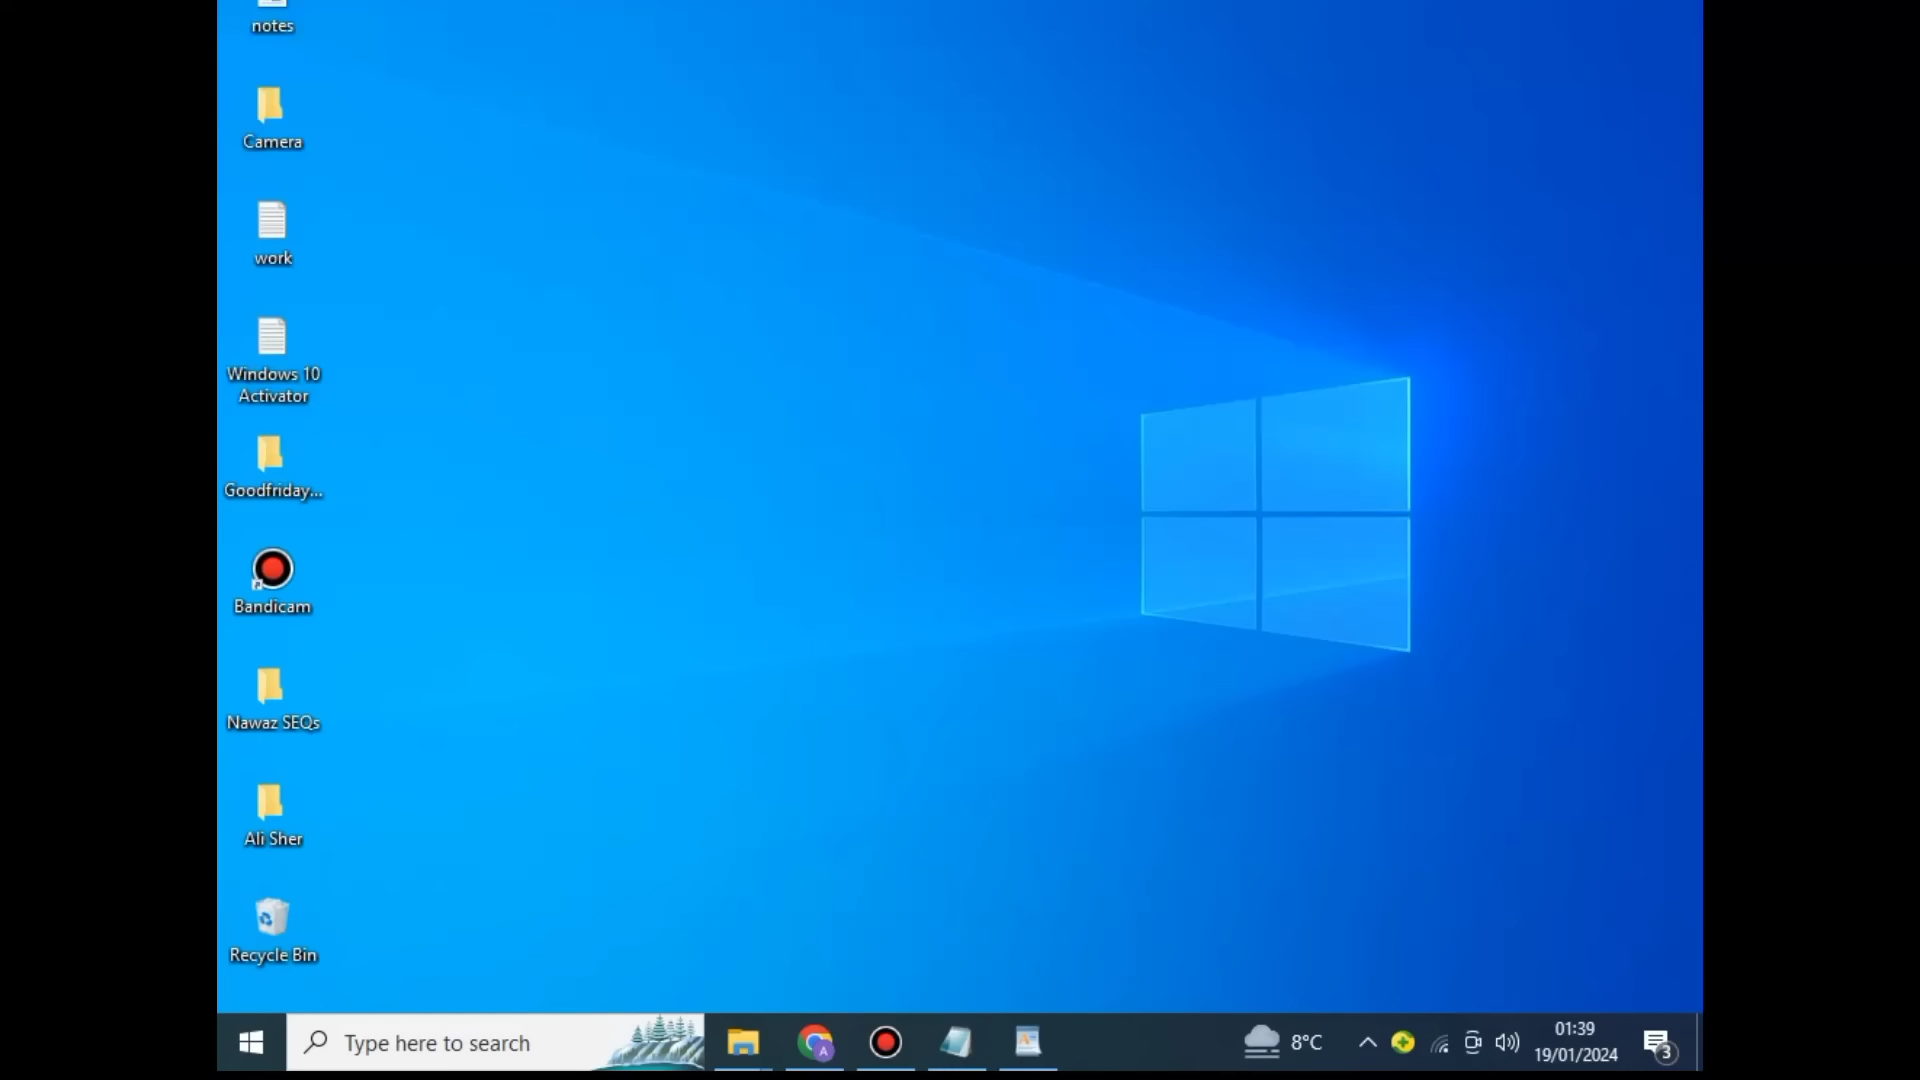 notes
Camera
work
Windows 10
Activator
Goodfriday...
Bandicam
Nawaz SEQs
Ali Sher
Recycle Bin
Type here to search
A
8°C
01:39
19/01/2024
3